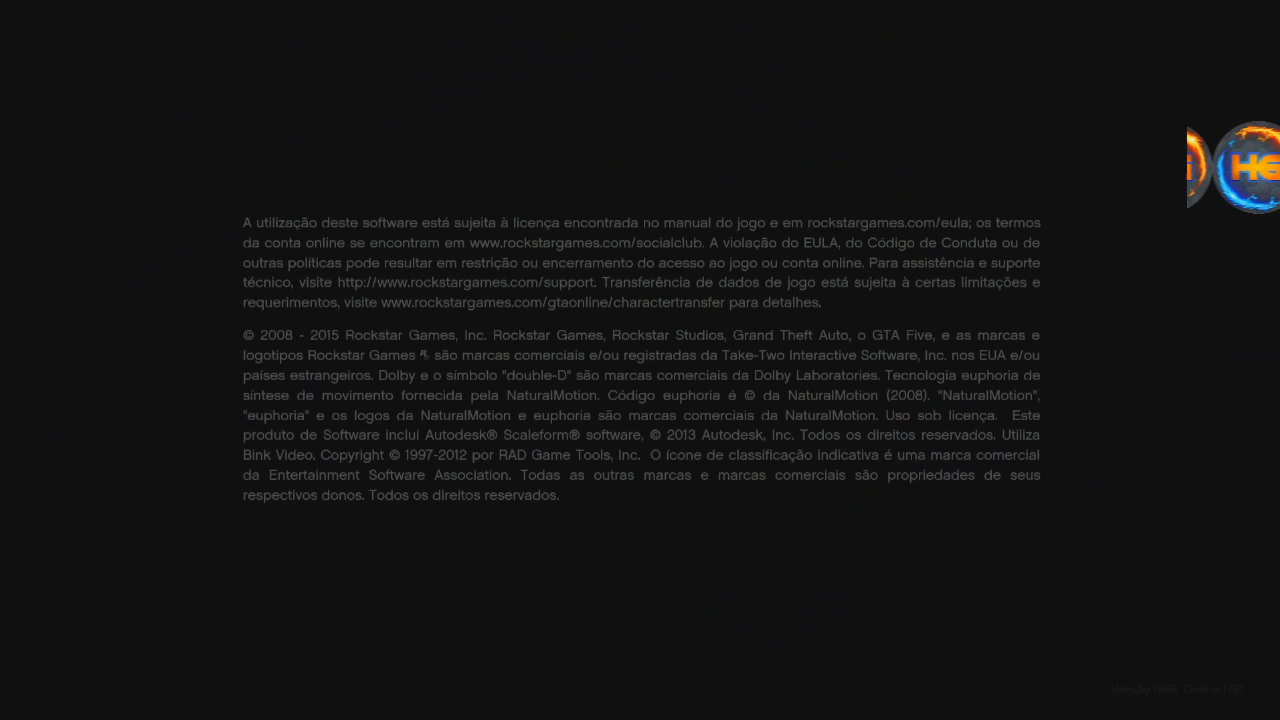 HG
A utilização deste software está sujeita à licença encontrada no manual do jogo e em rockstargames.com/eula; os termos
da conta online se encontram em www.rockstargames.com/socialclub. A violação do EULA, do Código de Conduta ou de
outras políticas pode resultar em restrição ou encerramento do acesso ao jogo ou conta online. Para assistência e suporte
técnico, visite http://www.rockstargames.com/support. Transferência de dados de jogo está sujeita à certas limitações e
requerimentos, visite www.rockstargames.com/gtaonline/charactertransfer para detalhes.
© 2008 - 2015 Rockstar Games, Inc. Rockstar Games, Rockstar Studios, Grand Theft Auto, o GTA Five, e as marcas e
logotipos Rockstar Games R* são marcas comerciais e/ou registradas da Take-Two Interactive Software, Inc. nos EUA e/ou
países estrangeiros. Dolby e o símbolo "double-D" são marcas comerciais da Dolby Laboratories. Tecnologia euphoria de
síntese de movimento fornecida pela NaturalMotion. Código euphoria é © da NaturalMotion (2008). "NaturalMotion",
"euphoria" e os logos da NaturalMotion e euphoria são marcas comerciais da NaturalMotion. Uso sob licença. Este
produto de Software inclui Autodesk® Scaleform® software, © 2013 Autodesk, Inc. Todos os direitos reservados. Utiliza
Bink Video. Copyright © 1997-2012 por RAD Game Tools, Inc. O ícone de classificação indicativa é uma marca comercial
da Entertainment Software Association. Todas as outras marcas e marcas comerciais são propriedades de seus
respectivos donos. Todos os direitos reservados.
Versão Online 1.50